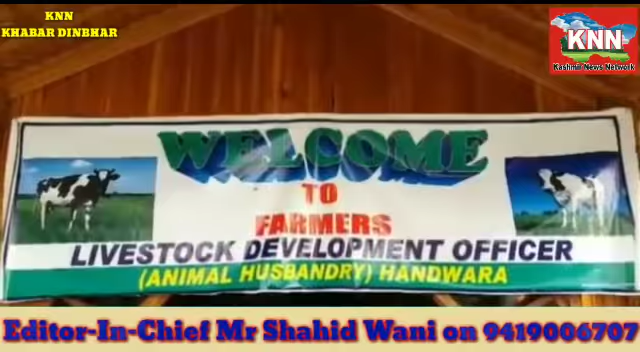 KNN
KHABAR DINBHAR
KNN
Kashmir News Network
WELCOME
TO
FARMERS
LIVESTOCK DEVELOPMENT OFFICER
(ANIMAL HUSBANDRY) HANDWARA
Editor-In-Chief Mr Shahid Wani on 9419006707